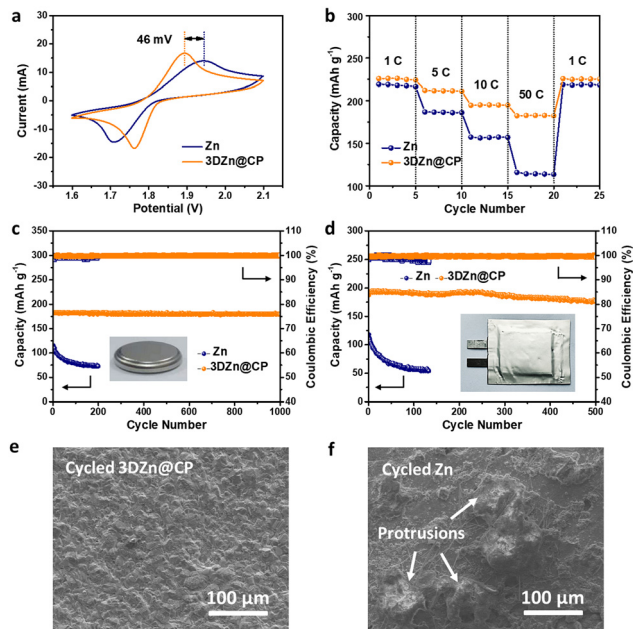 a
46 mV
Current (mA)
30
20
10
0
-10
-20
-30
Zn
3DZn@CP
1.6 1.7 1.8 1.9 2.0 2.1
Potential (V)
b
Capacity (mAh g⁻¹)
250
200
150
100
1 C
5 C
10 C
50 C
1 C
Zn
3DZn@CP
0 5 10 15 20 25
Cycle Number
c
Capacity (mAh g⁻¹)
350
300
250
200
150
100
50
0
Zn
3DZn@CP
110
100
90
80
70
60
50
40
Coulombic Efficiency (%)
0 200 400 600 800 1000
Cycle Number
d
Capacity (mAh g⁻¹)
350
300
250
200
150
100
50
0
Zn 3DZn@CP
110
100
90
80
70
60
50
40
Coulombic Efficiency (%)
0 100 200 300 400 500
Cycle Number
e
Cycled 3DZn@CP
100 μm
f
Cycled Zn
Protrusions
100 μm